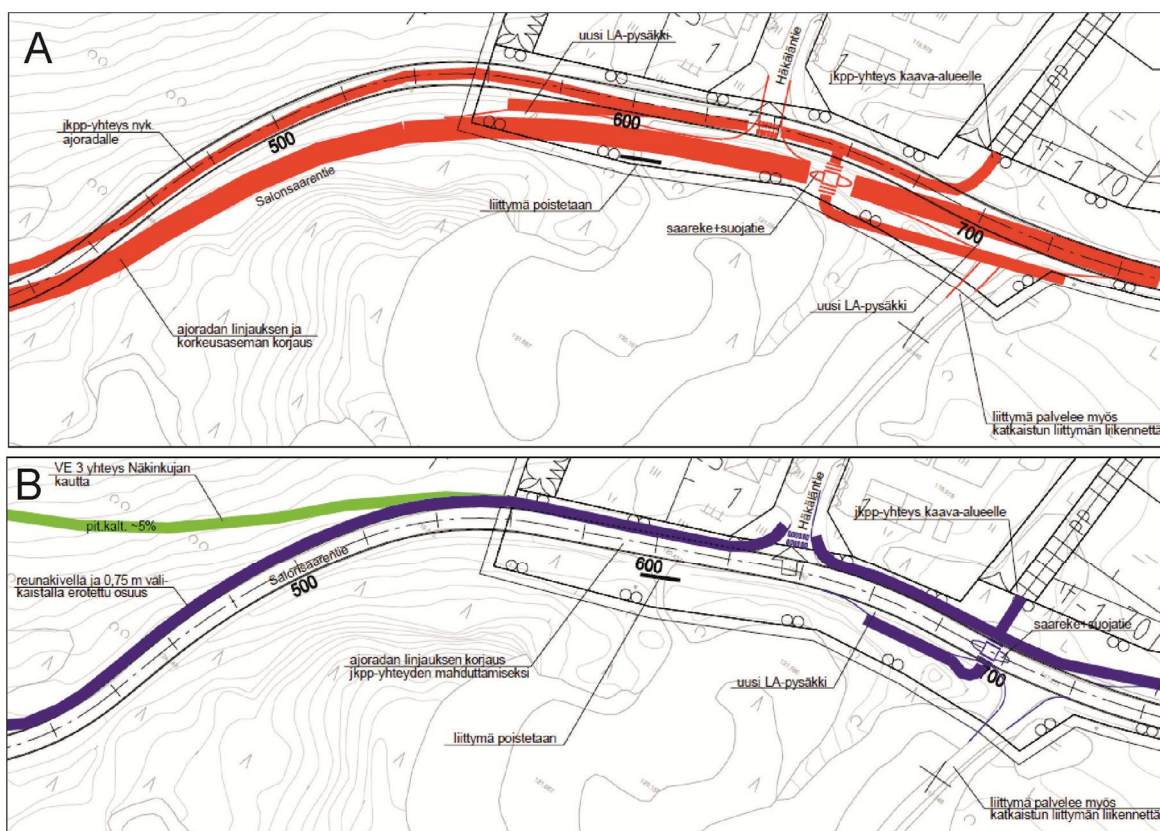 A
uusi LA-pysäkki
Häkäläntie
jkpp-yhteys kaava-alueelle
jkpp-yhteys nyk.
ajoradalle
500
600
Salonsaarentie
liittymä poistetaan
saareke+suojatie
700
ajoradan linjauksen ja
korkeusaseman korjaus
uusi LA-pysäkki
liittymä palvelee myös
katkaistun liittymän liikennettä
B
VE 3 yhteys Näkinkujan
kautta
pit.kalt. ~5%
Häkäläntie
jkpp-yhteys kaava-alueelle
reunakivellä ja 0,75 m väli-
kaistalla erotettu osuus
Salonsaarentie
500
600
saareke+suojatie
ajoradan linjauksen korjaus
jkpp-yhteyden mahduttamiseksi
uusi LA-pysäkki
700
liittymä poistetaan
liittymä palvelee myös
katkaistun liittymän liikennettä